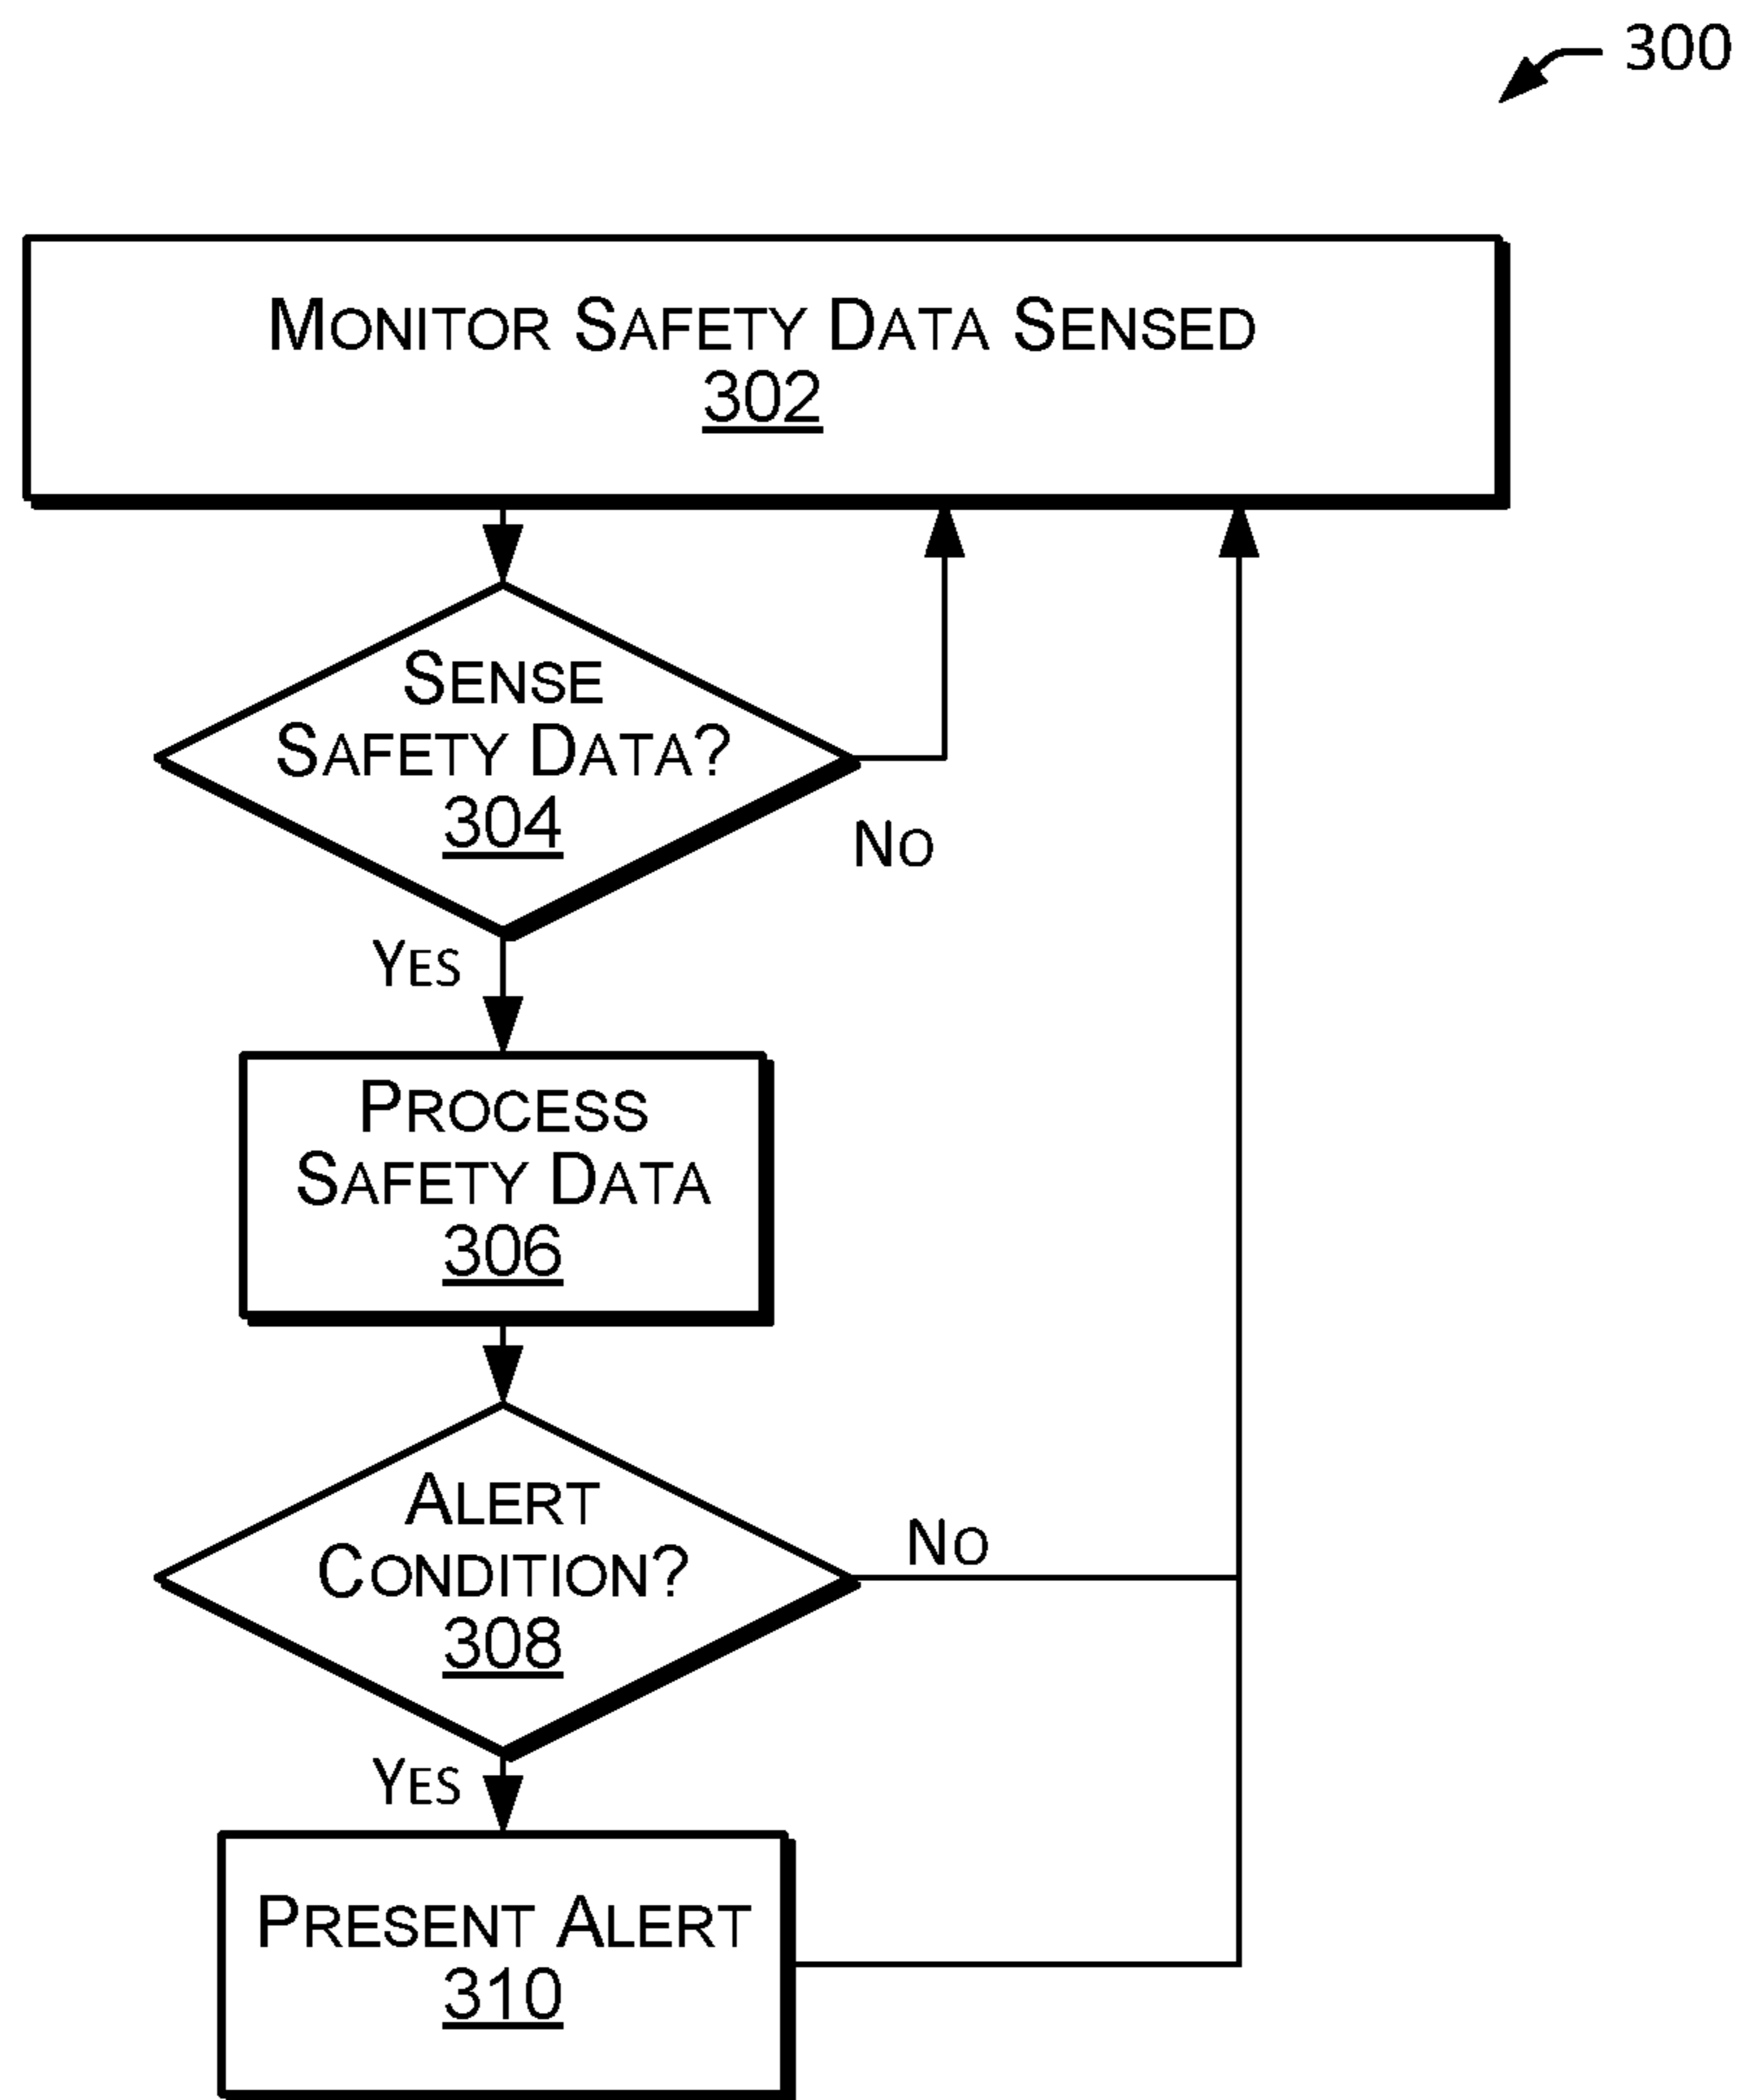 300
Monitor Safety Data Sensed
302
Sense
Safety Data?
304
No
Yes
Process
Safety Data
306
Alert
Condition?
308
No
Yes
Present Alert
310